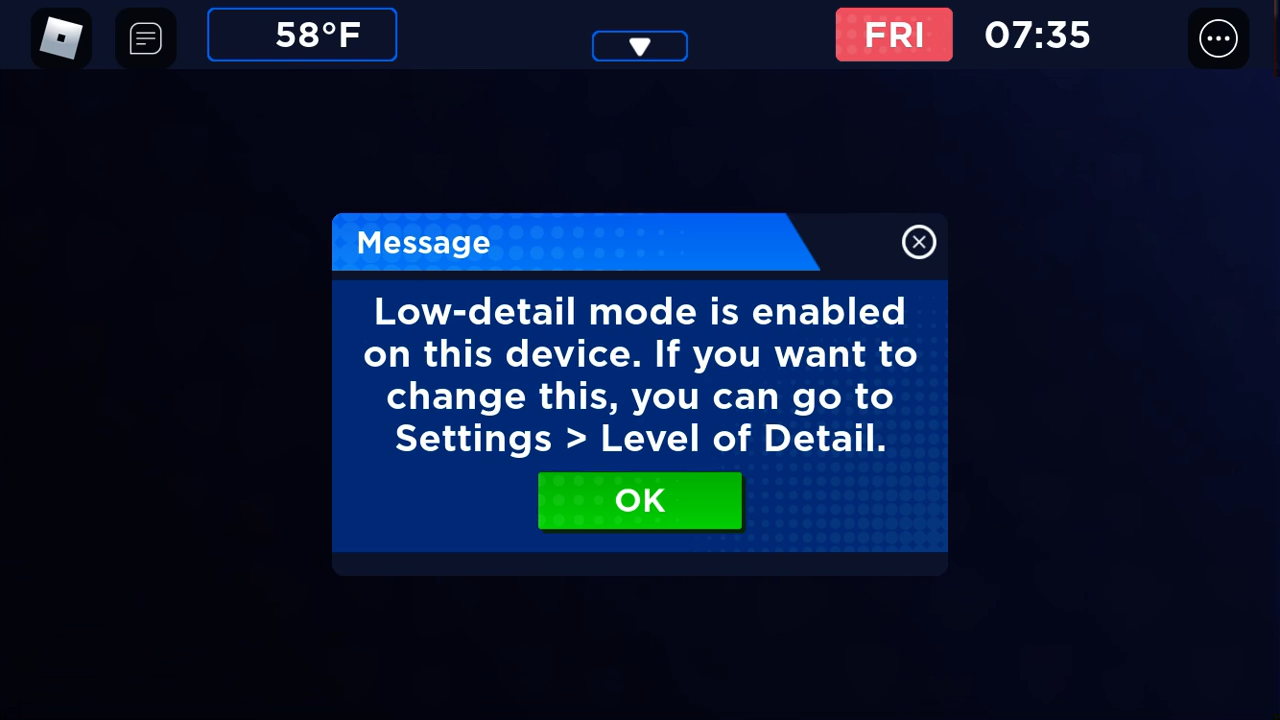 58°F
FRI
07:35
Message
Low-detail mode is enabled
on this device. If you want to
change this, you can go to
Settings > Level of Detail.
OK